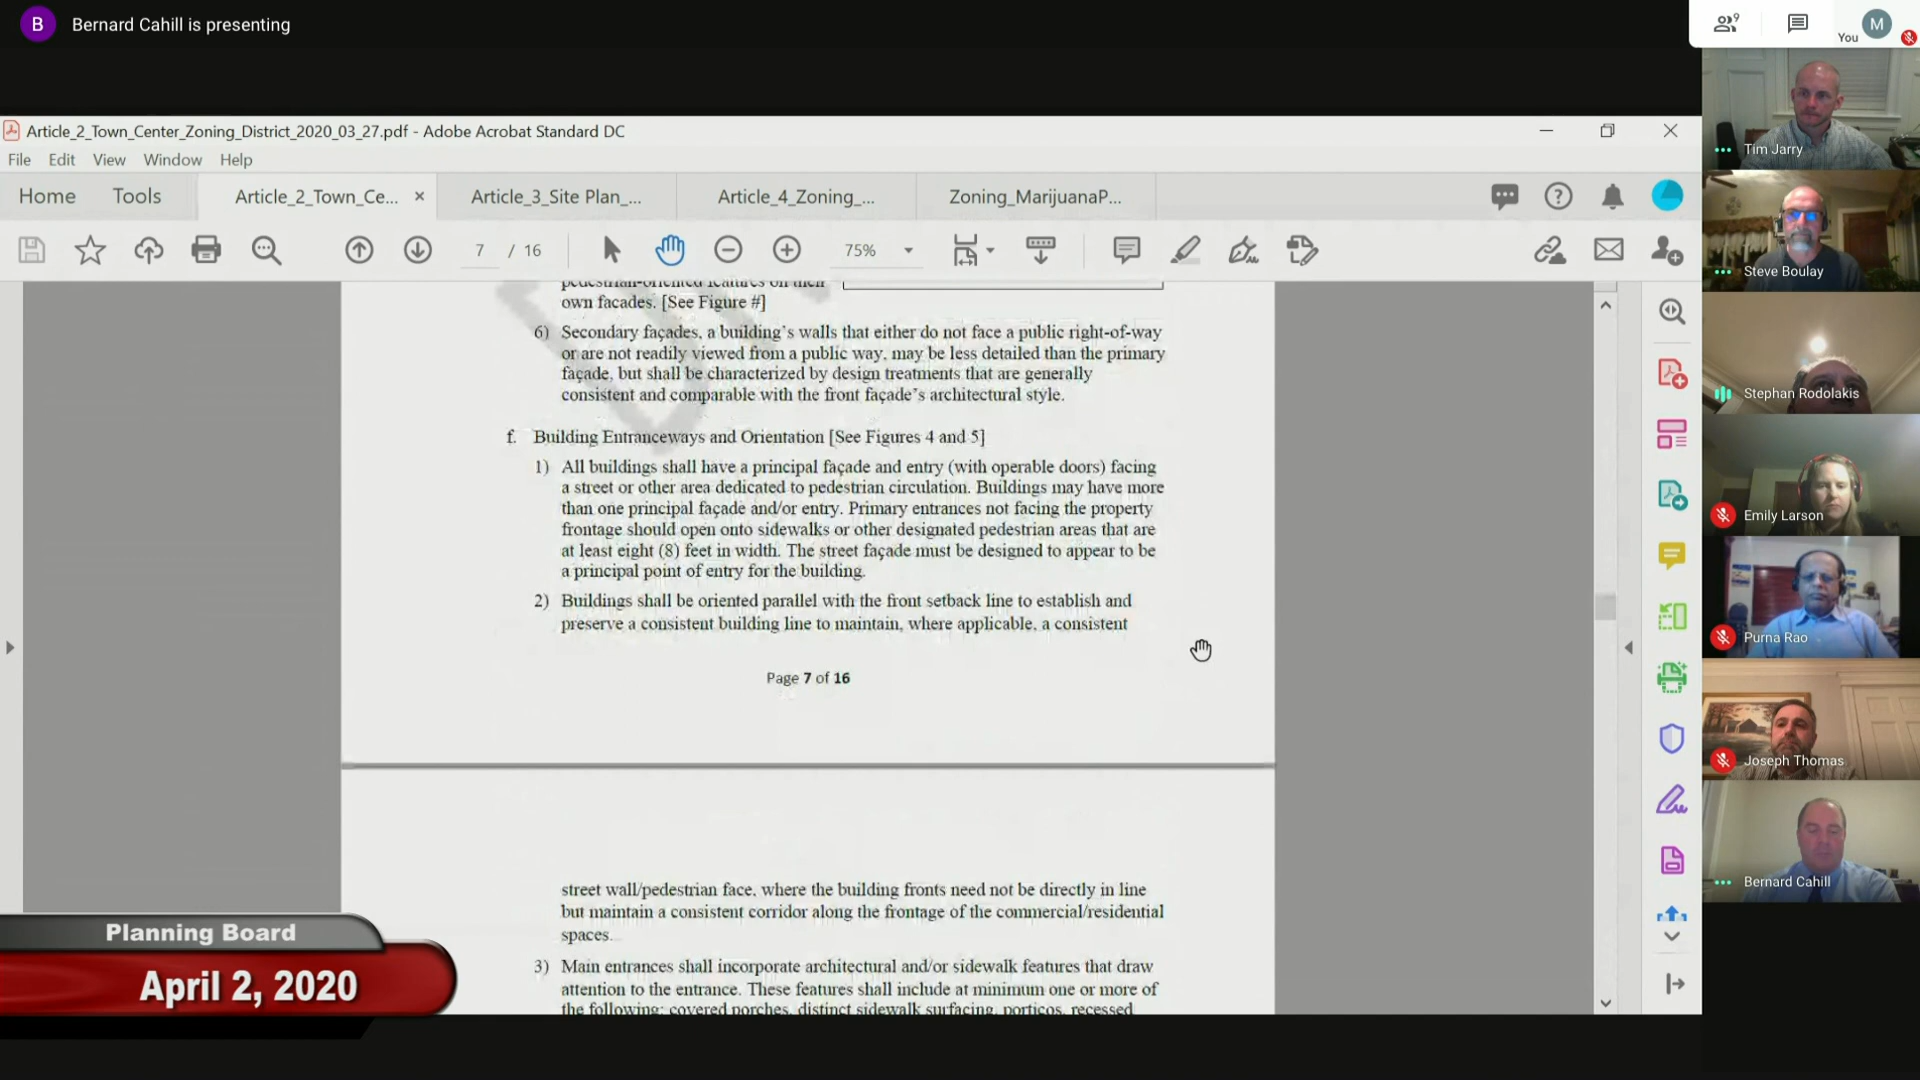 B
Bernard Cahill is presenting
9
You
M
Article_2_Town_Center_Zoning_District_2020_03_27.pdf - Adobe Acrobat Standard DC
File Edit View Window Help
Home Tools Article_2_Town_Ce... × Article_3_Site Plan_... Article_4_Zoning_... Zoning_MarijuanaP...
7 / 16 75%
pedestrian-oriented features on their
own facades. [See Figure #]
6) Secondary façades, a building's walls that either do not face a public right-of-way
or are not readily viewed from a public way, may be less detailed than the primary
façade, but shall be characterized by design treatments that are generally
consistent and comparable with the front façade's architectural style.
f. Building Entranceways and Orientation [See Figures 4 and 5]
1) All buildings shall have a principal façade and entry (with operable doors) facing
a street or other area dedicated to pedestrian circulation. Buildings may have more
than one principal façade and/or entry. Primary entrances not facing the property
frontage should open onto sidewalks or other designated pedestrian areas that are
at least eight (8) feet in width. The street façade must be designed to appear to be
a principal point of entry for the building.
2) Buildings shall be oriented parallel with the front setback line to establish and
preserve a consistent building line to maintain, where applicable, a consistent
Page 7 of 16
street wall/pedestrian face, where the building fronts need not be directly in line
but maintain a consistent corridor along the frontage of the commercial/residential
spaces.
3) Main entrances shall incorporate architectural and/or sidewalk features that draw
attention to the entrance. These features shall include at minimum one or more of
the following: covered porches, distinct sidewalk surfacing, porticos, recessed
Tim Jarry
Steve Boulay
Stephan Rodolakis
Emily Larson
Purna Rao
Joseph Thomas
Bernard Cahill
Planning Board
April 2, 2020